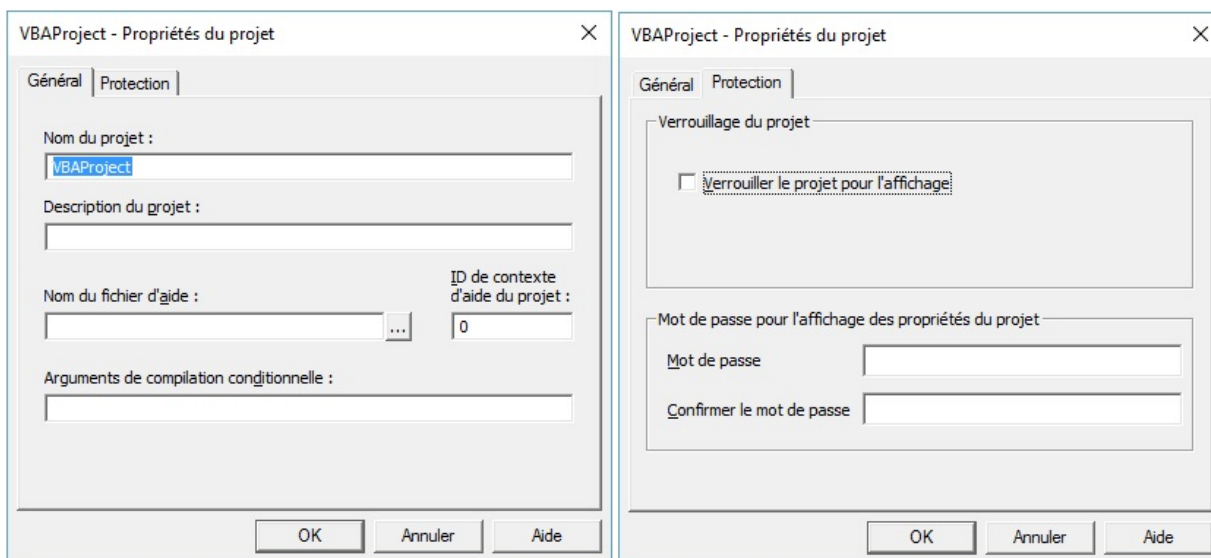 VBAProject - Propriétés du projet
Général
Protection
Nom du projet :
VBAProject
Description du projet :
Nom du fichier d'aide :
ID de contexte
d'aide du projet :
...
0
Arguments de compilation conditionnelle :
OK
Annuler
Aide
VBAProject - Propriétés du projet
Général
Protection
Verrouillage du projet
Verrouiller le projet pour l'affichage
Mot de passe pour l'affichage des propriétés du projet
Mot de passe
Confirmer le mot de passe
OK
Annuler
Aide